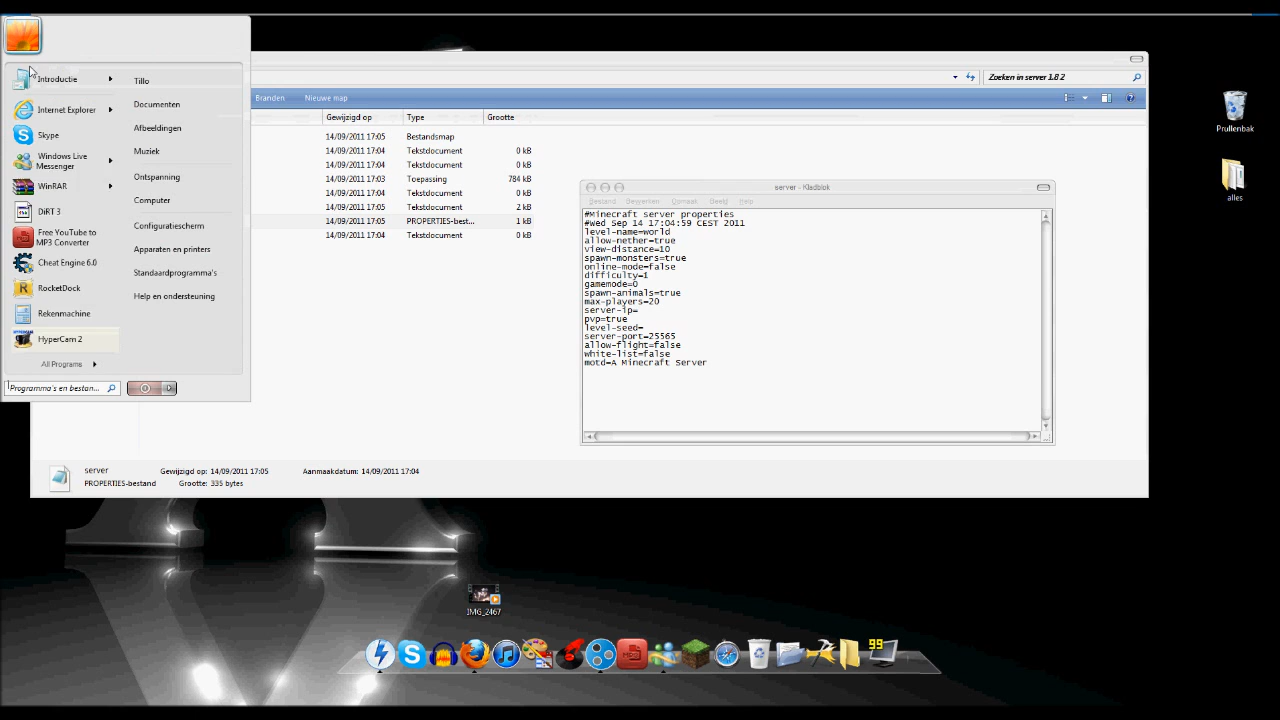 Introductie
Internet Explorer
Skype
Windows Live
Messenger
WinRAR
DiRT 3
Free YouTube to
MP3 Converter
Cheat Engine 6.0
RocketDock
Rekenmachine
HyperCam 2
All Programs
Programma's en bestan...
Tillo
Documenten
Afbeeldingen
Muziek
Ontspanning
Computer
Configuratiescherm
Apparaten en printers
Standaardprogramma's
Help en ondersteuning
Zoeken in server 1.8 2
Branden Nieuwe map
Gewijzigd op Type Grootte
14/09/2011 17:05 Bestandsmap
14/09/2011 17:04 Tekstdocument 0 kB
14/09/2011 17:04 Tekstdocument 0 kB
14/09/2011 17:03 Toepassing 784 kB
14/09/2011 17:04 Tekstdocument 0 kB
14/09/2011 17:05 Tekstdocument 2 kB
14/09/2011 17:05 PROPERTIES-best... 1 kB
14/09/2011 17:04 Tekstdocument 0 kB
server - Kladblok
Bestand Bewerken Opmaak Beeld Help
#Minecraft server properties
#Wed Sep 14 17:04:59 CEST 2011
level-name=world
allow-nether=true
view-distance=10
spawn-monsters=true
online-mode=false
difficulty=1
gamemode=0
spawn-animals=true
max-players=20
server-ip=
pvp=true
level-seed=
server-port=25565
allow-flight=false
white-list=false
motd=A Minecraft Server
server Gewijzigd op: 14/09/2011 17:05 Aanmaakdatum: 14/09/2011 17:04
PROPERTIES-bestand Grootte: 335 bytes
Prullenbak
alles
IMG_2467
99